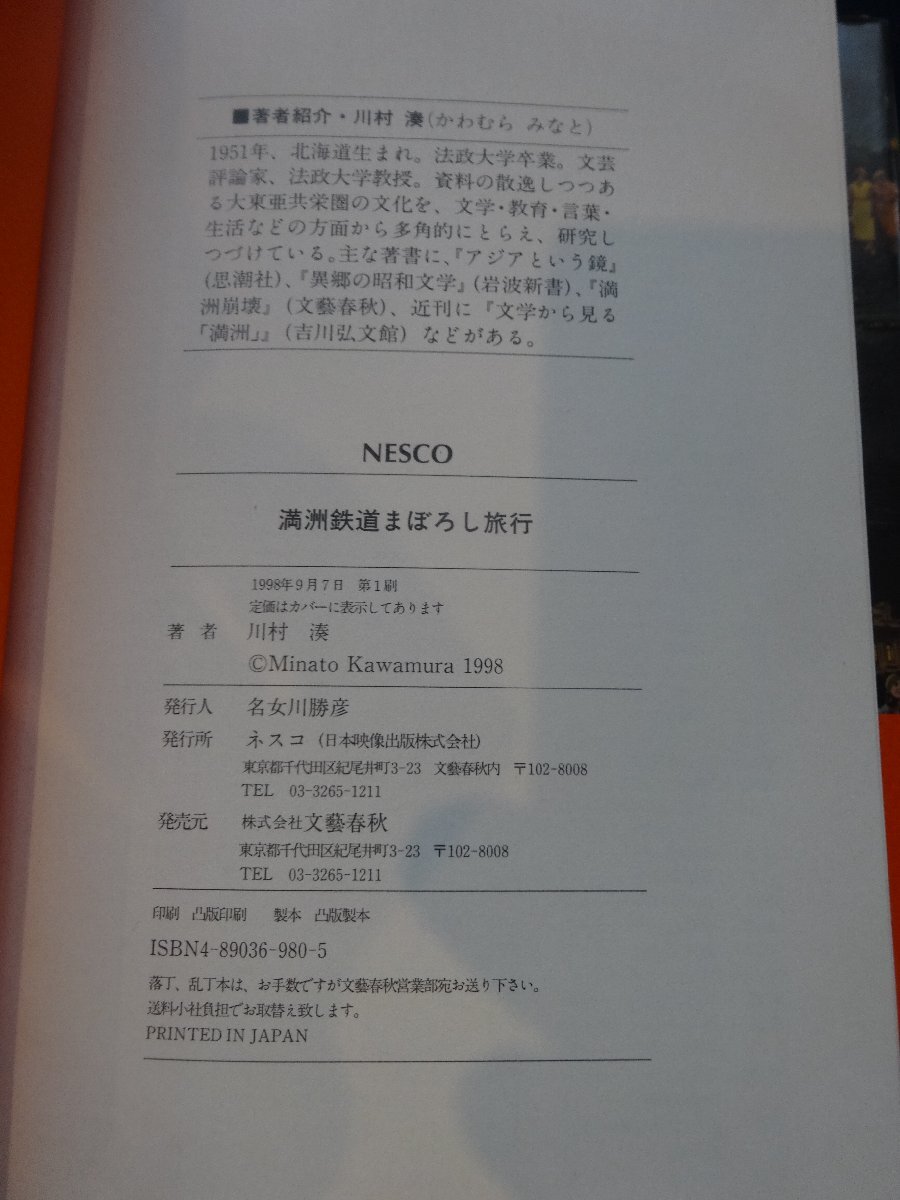 ■著者紹介・川村 湊(かわむら みなと)
1951年、北海道生まれ。法政大学卒業。文芸
評論家、法政大学教授。資料の散逸しつつあ
る大東亜共栄圏の文化を、文学・教育・言葉・
生活などの方面から多角的にとらえ、研究し
つづけている。主な著書に、『アジアという鏡』
(思潮社)、『異郷の昭和文学』(岩波新書)、『満
洲崩壊』(文藝春秋)、近刊に『文学から見る
「満洲」』(吉川弘文館)などがある。
NESCO
満洲鉄道まぼろし旅行
1998年9月7日 第1刷
定価はカバーに表示してあります
著 者 川村 湊
©Minato Kawamura 1998
発行人 名女川勝彦
発行所 ネスコ(日本映像出版株式会社)
東京都千代田区紀尾井町3-23 文藝春秋内 〒102-8008
TEL 03-3265-1211
発売元 株式会社文藝春秋
東京都千代田区紀尾井町3-23 〒102-8008
TEL 03-3265-1211
印刷 凸版印刷 製本 凸版製本
ISBN4-89036-980-5
落丁、乱丁本は、お手数ですが文藝春秋営業部宛お送り下さい。
送料小社負担でお取替え致します。
PRINTED IN JAPAN